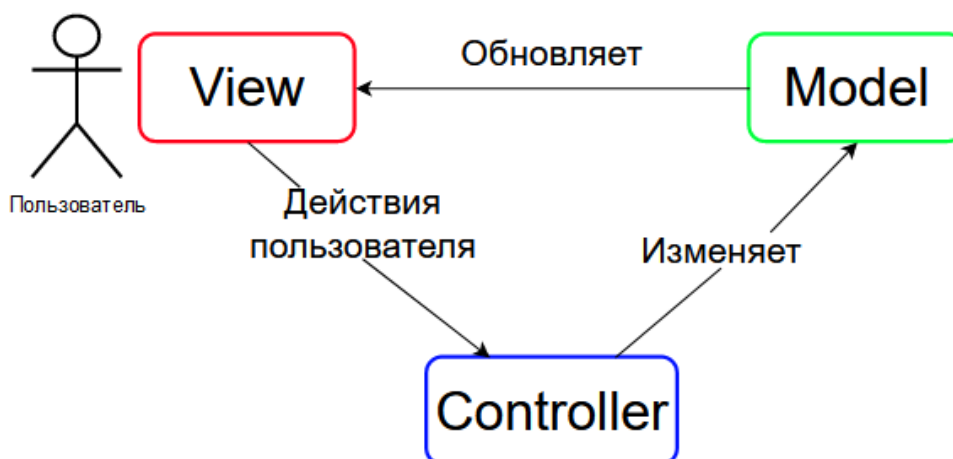 Обновляет
View
Model
Пользователь
Действия
пользователя
Изменяет
Controller